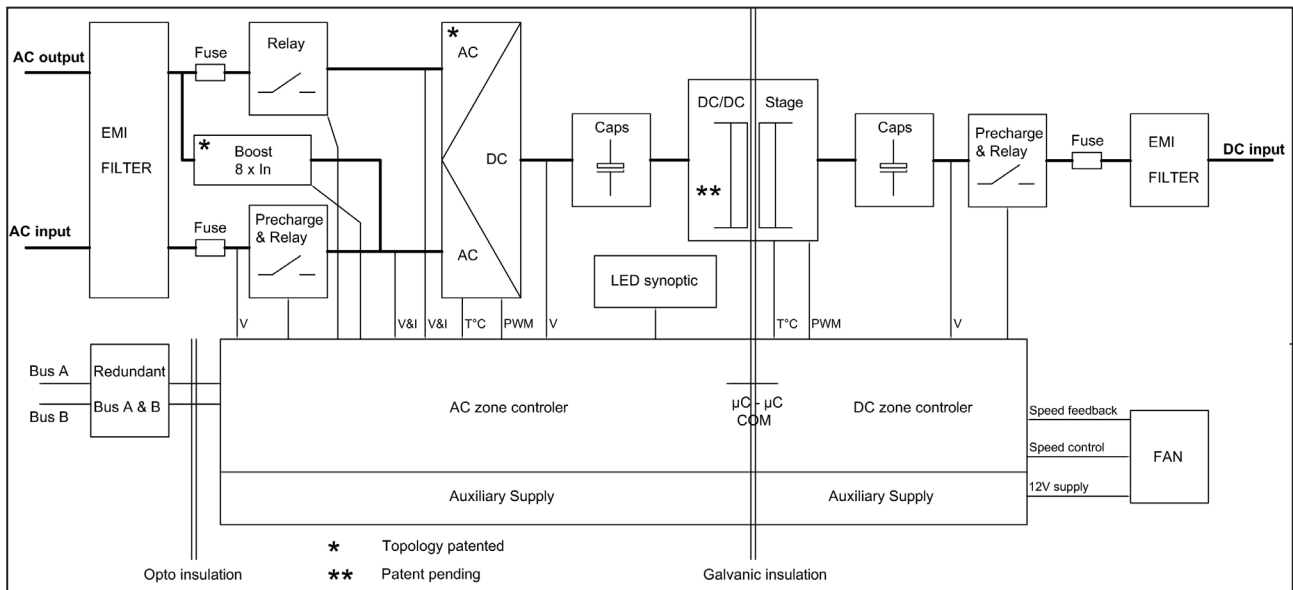 AC output
EMI
FILTER
AC input
Fuse
Relay
*
Boost
8 x In
Fuse
Precharge
& Relay
*
AC
DC
AC
Caps
DC/DC
Stage
**
Caps
Precharge
& Relay
Fuse
EMI
FILTER
DC input
LED synoptic
V
V&I
V&I
T°C
PWM
V
T°C
PWM
V
Bus A
Bus B
Redundant
Bus A & B
AC zone controler
µC - µC
COM
DC zone controler
Auxiliary Supply
Auxiliary Supply
Speed feedback
Speed control
12V supply
FAN
* Topology patented
** Patent pending
Opto insulation
Galvanic insulation